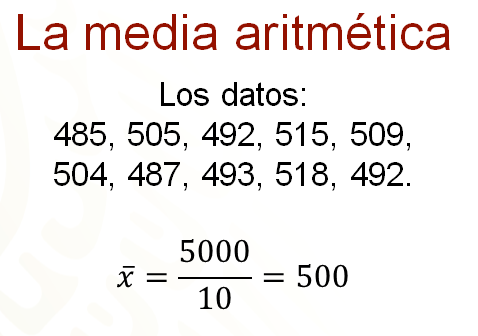 La media aritmética
Los datos:
485, 505, 492, 515, 509,
504, 487, 493, 518, 492.
x̄ = 5000/10 = 500